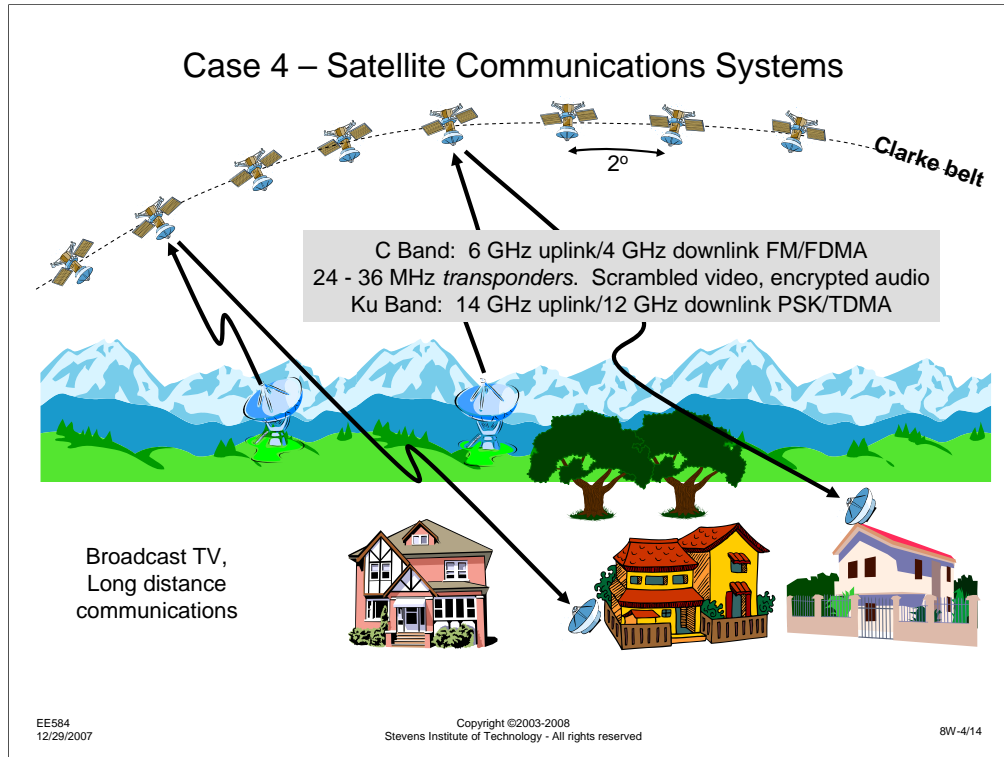 Case 4 – Satellite Communications Systems
Clarke belt
2º
C Band: 6 GHz uplink/4 GHz downlink FM/FDMA
24 - 36 MHz transponders. Scrambled video, encrypted audio
Ku Band: 14 GHz uplink/12 GHz downlink PSK/TDMA
Broadcast TV,
Long distance
communications
EE584
12/29/2007
Copyright ©2003-2008
Stevens Institute of Technology - All rights reserved
8W-4/14